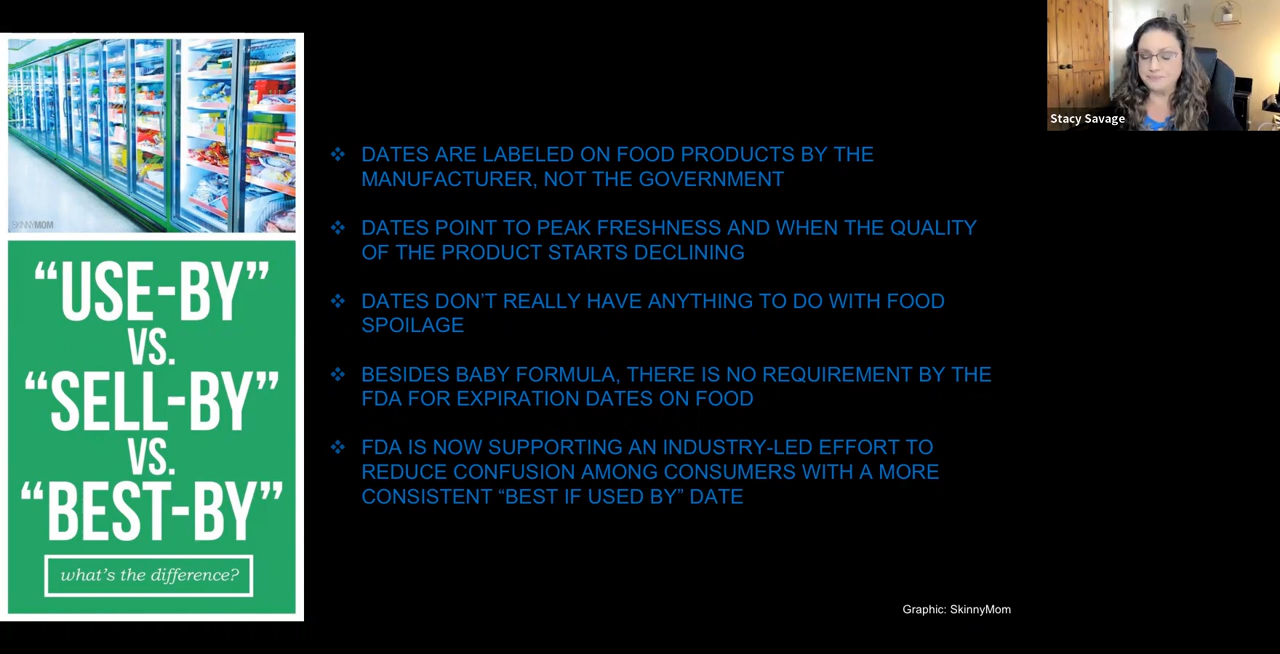 SKINNYMOM
“USE-BY”
VS.
“SELL-BY”
VS.
“BEST-BY”
what's the difference?
❖ DATES ARE LABELED ON FOOD PRODUCTS BY THE
MANUFACTURER, NOT THE GOVERNMENT
❖ DATES POINT TO PEAK FRESHNESS AND WHEN THE QUALITY
OF THE PRODUCT STARTS DECLINING
❖ DATES DON’T REALLY HAVE ANYTHING TO DO WITH FOOD
SPOILAGE
❖ BESIDES BABY FORMULA, THERE IS NO REQUIREMENT BY THE
FDA FOR EXPIRATION DATES ON FOOD
❖ FDA IS NOW SUPPORTING AN INDUSTRY-LED EFFORT TO
REDUCE CONFUSION AMONG CONSUMERS WITH A MORE
CONSISTENT “BEST IF USED BY” DATE
Graphic: SkinnyMom
Stacy Savage